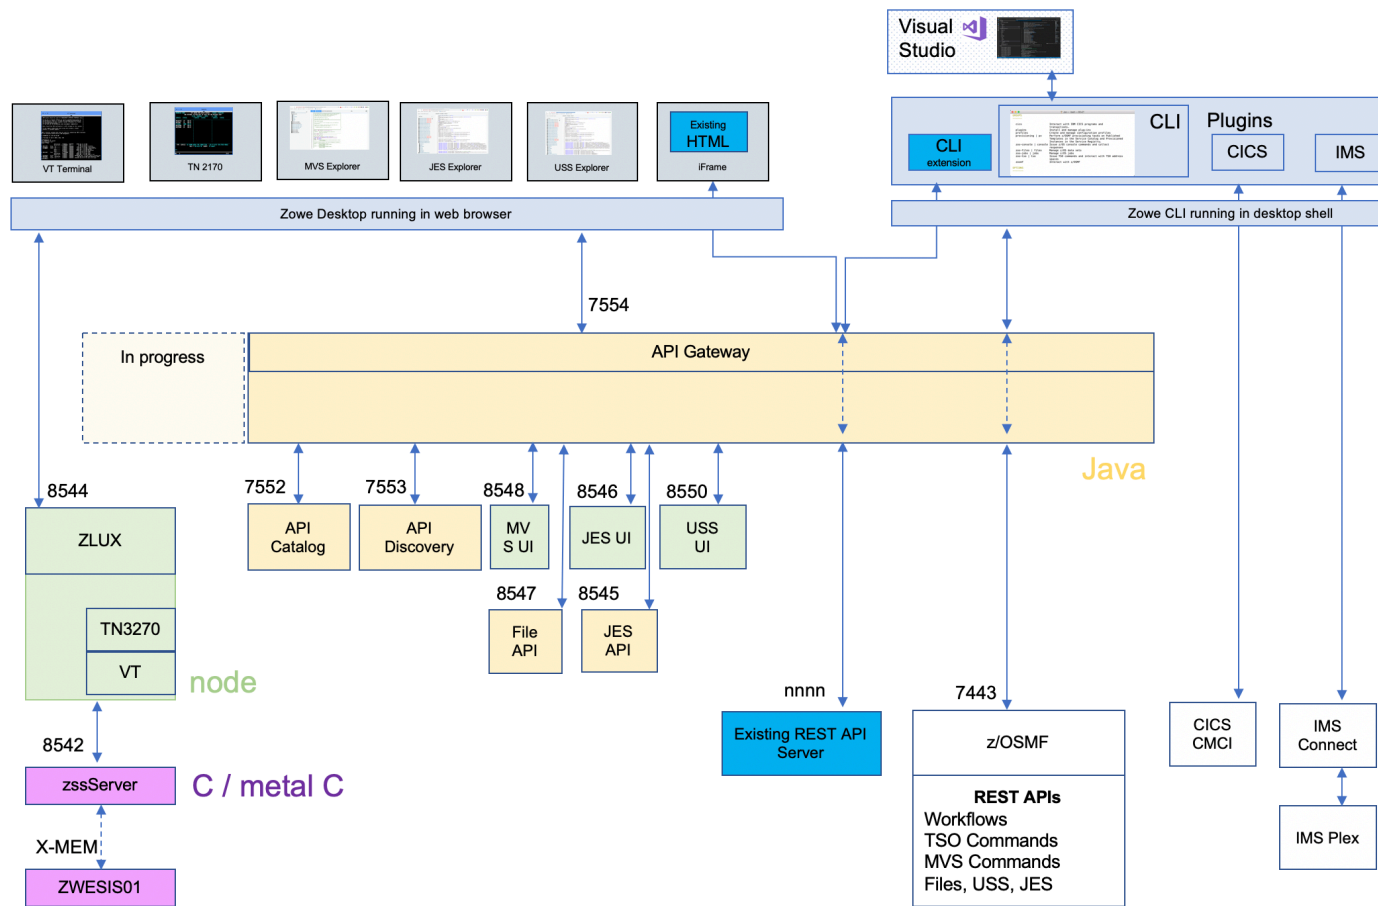 Visual
Studio
VT Terminal
TN 2170
MVS Explorer
JES Explorer
USS Explorer
Existing
HTML
iFrame
CLI
extension
CLI
Plugins
CICS
IMS
Zowe Desktop running in web browser
Zowe CLI running in desktop shell
7554
In progress
API Gateway
Java
8544
7552
7553
8548
8546
8550
ZLUX
API
Catalog
API
Discovery
MV
S UI
JES UI
USS
UI
8547
8545
TN3270
File
API
JES
API
VT
node
nnnn
7443
8542
Existing REST API
Server
z/OSMF
CICS
CMCI
IMS
Connect
zssServer
C / metal C
REST APIs
Workflows
TSO Commands
MVS Commands
Files, USS, JES
X-MEM
IMS Plex
ZWESIS01